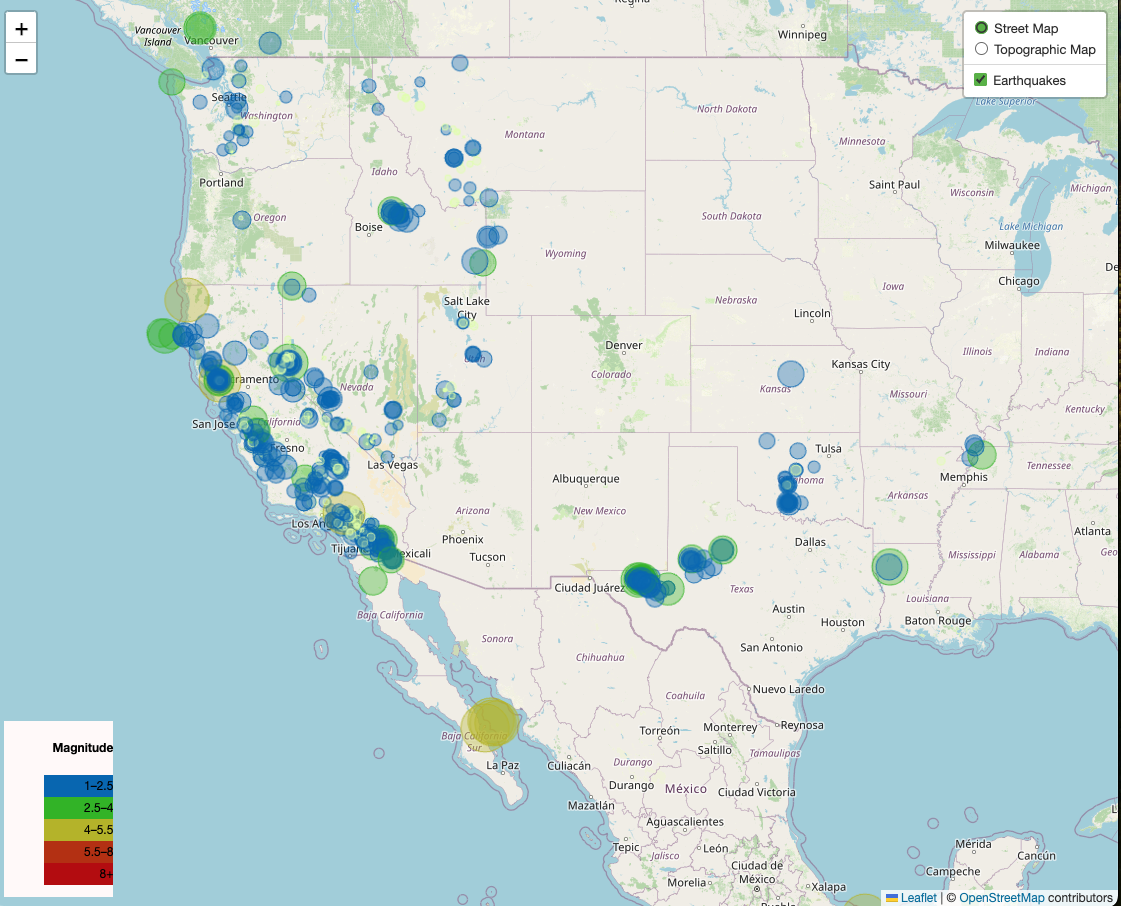 Regina
Vancouver
Island
Vancouver
Winnipeg
+
−
Street Map
Topographic Map
Earthquakes
Lake Superior
Seattle
Washington
North Dakota
Montana
Minnesota
Idaho
Portland
Saint Paul
Wisconsin
Michigan
Oregon
Boise
South Dakota
Lake Michigan
Milwaukee
Wyoming
Chicago
Iowa
Salt Lake
City
Nebraska
Lincoln
Denver
Illinois
Indiana
Utah
Kansas City
Colorado
Kansas
Nevada
Missouri
Kentucky
San Jose
Fresno
Tulsa
Las Vegas
Tennessee
Albuquerque
Memphis
Arkansas
Arizona
New Mexico
Atlanta
Phoenix
Dallas
Mexicali
Mississippi
Alabama
Tucson
Ciudad Juárez
Texas
Louisiana
Austin
Baja California
Houston
Baton Rouge
Sonora
San Antonio
Chihuahua
Nuevo Laredo
Coahuila
Torreón
Monterrey
Reynosa
Baja California
Sur
Saltillo
Tamaulipas
Magnitude
La Paz
Culiacán
Durango
Durango
México
Ciudad Victoria
1–2.5
2.5–4
4–5.5
5.5–8
8+
Mazatlán
Aguascalientes
Tepic
Jalisco
León
Mérida
Cancún
Ciudad de
México
Campeche
Morelia
Xalapa
Puebla
Leaflet | © OpenStreetMap contributors